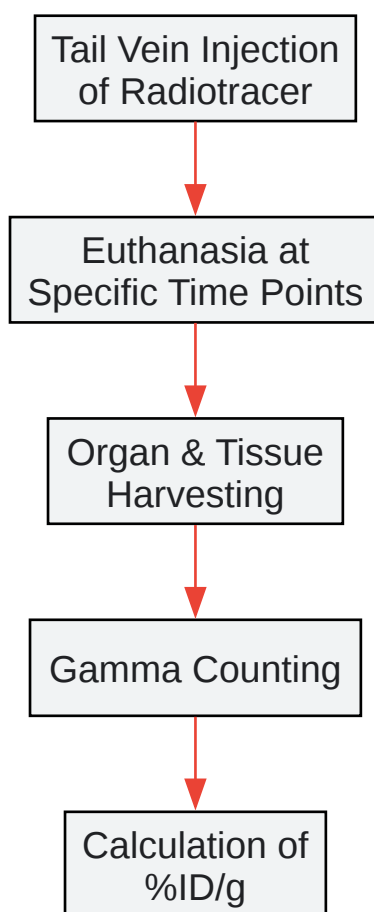 Tail Vein Injection
of Radiotracer
Euthanasia at
Specific Time Points
Organ & Tissue
Harvesting
Gamma Counting
Calculation of
%ID/g